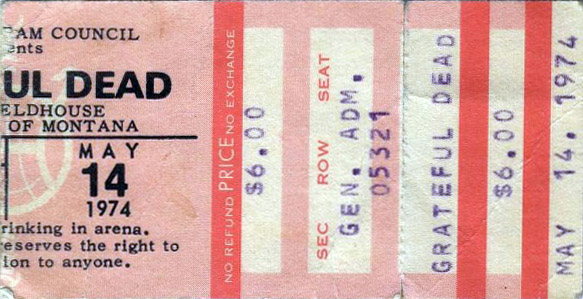 AM COUNCIL
ents
UL DEAD
ELDHOUSE
OF MONTANA
MAY
14
1974
rinking in arena.
eserves the right to
ion to anyone.
NO REFUND PRICE NO EXCHANGE
$6.00
SEC ROW SEAT
GEN. ADM.
05321
GRATEFUL DEAD
$6.00
MAY 14. 1974